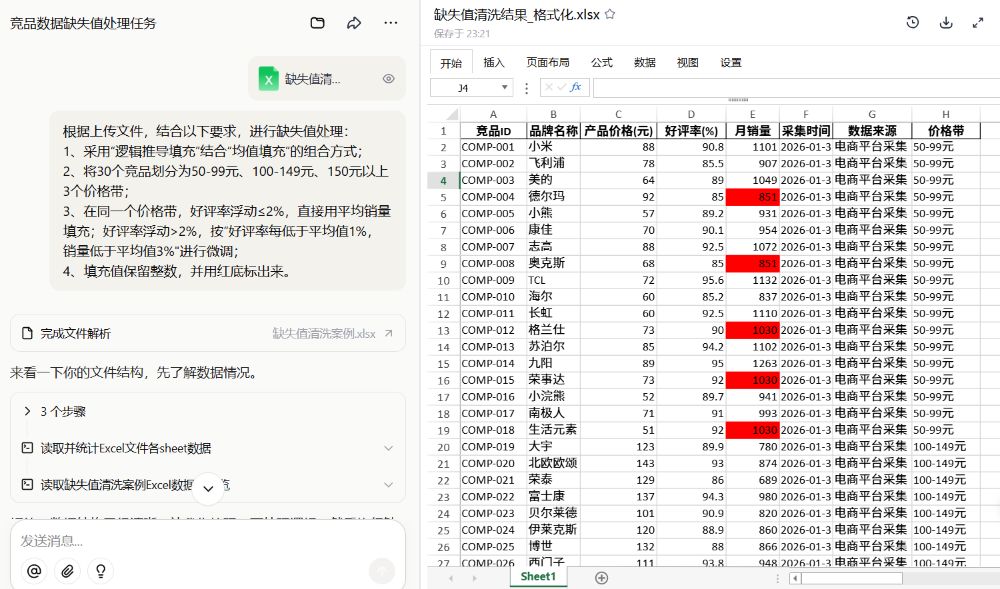 竞品数据缺失值处理任务
缺失值清...
根据上传文件，结合以下要求，进行缺失值处理：
1、采用“逻辑推导填充”结合“均值填充”的组合方式；
2、将30个竞品划分为50-99元、100-149元、150元以上
3个价格带；
3、在同一个价格带，好评率浮动≤2%，直接用平均销量
填充；好评率浮动>2%，按“好评率每低于平均值1%，
销量低于平均值3%"进行微调；
4、填充值保留整数，并用红底标出来。
完成文件解析 缺失值清洗案例.xlsx
来看一下你的文件结构，先了解数据情况。
3 个步骤
读取并统计Excel文件各sheet数据
读取缺失值清洗案例Excel数据 览
发送消息...
缺失值清洗结果_格式化.xlsx
保存于 23:21
开始 插入 页面布局 公式 数据 视图 设置
J4 fx
A B C D E F G H
1 竞品ID 品牌名称 产品价格(元) 好评率(%) 月销量 采集时间 数据来源 价格带
2 COMP-001 小米 88 90.8 1101 2026-01-3 电商平台采集 50-99元
3 COMP-002 飞利浦 78 85.5 907 2026-01-3 电商平台采集 50-99元
4 COMP-003 美的 64 89 1049 2026-01-3 电商平台采集 50-99元
5 COMP-004 德尔玛 92 85 851 2026-01-3 电商平台采集 50-99元
6 COMP-005 小熊 57 89.2 931 2026-01-3 电商平台采集 50-99元
7 COMP-006 康佳 70 90.1 954 2026-01-3 电商平台采集 50-99元
8 COMP-007 志高 88 92.5 1072 2026-01-3 电商平台采集 50-99元
9 COMP-008 奥克斯 68 85 851 2026-01-3 电商平台采集 50-99元
10 COMP-009 TCL 72 95.6 1132 2026-01-3 电商平台采集 50-99元
11 COMP-010 海尔 60 85.2 837 2026-01-3 电商平台采集 50-99元
12 COMP-011 长虹 60 92.5 1110 2026-01-3 电商平台采集 50-99元
13 COMP-012 格兰仕 73 90 1030 2026-01-3 电商平台采集 50-99元
14 COMP-013 苏泊尔 85 94.2 1102 2026-01-3 电商平台采集 50-99元
15 COMP-014 九阳 89 95 1263 2026-01-3 电商平台采集 50-99元
16 COMP-015 荣事达 73 92 1030 2026-01-3 电商平台采集 50-99元
17 COMP-016 小浣熊 52 89.7 941 2026-01-3 电商平台采集 50-99元
18 COMP-017 南极人 71 91 993 2026-01-3 电商平台采集 50-99元
19 COMP-018 生活元素 51 92 1030 2026-01-3 电商平台采集 50-99元
20 COMP-019 大宇 123 89.9 780 2026-01-3 电商平台采集 100-149元
21 COMP-020 北欧欧颂 143 93 874 2026-01-3 电商平台采集 100-149元
22 COMP-021 荣泰 129 86 689 2026-01-3 电商平台采集 100-149元
23 COMP-022 富士康 137 94.3 980 2026-01-3 电商平台采集 100-149元
24 COMP-023 贝尔莱德 101 90.9 820 2026-01-3 电商平台采集 100-149元
25 COMP-024 伊莱克斯 120 88.9 860 2026-01-3 电商平台采集 100-149元
26 COMP-025 博世 132 88 866 2026-01-3 电商平台采集 100-149元
27 COMP-026 西门子 111 93.8 948 2026-01-3 电商平台采集 100-149元
Sheet1